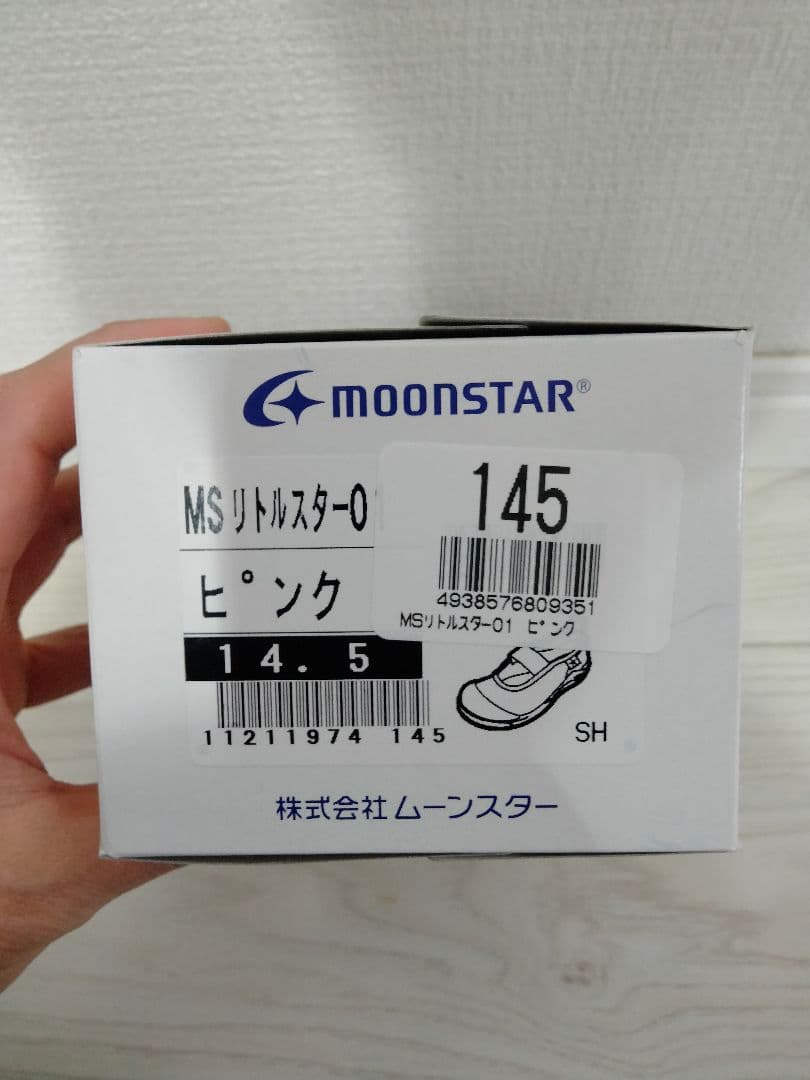 MOONSTAR®
MSリトルスター01
ピンク
14.5
11211974 145
145
4938576809351
MSリトルスター01 ピンク
SH
株式会社ムーンスター